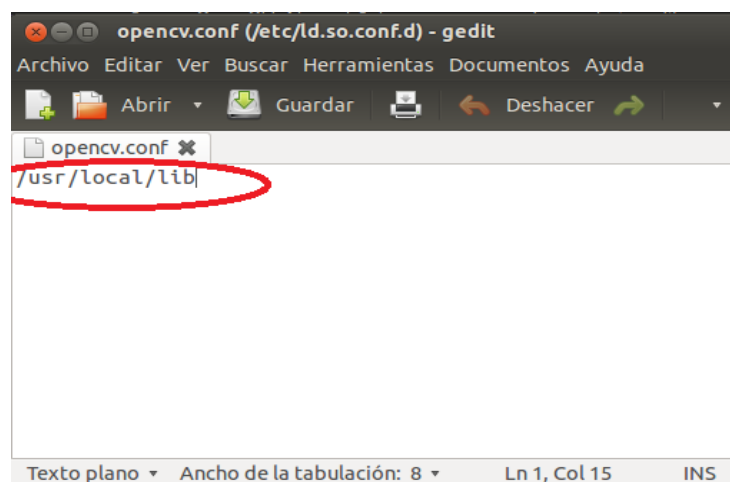 opencv.conf (/etc/ld.so.conf.d) - gedit
Archivo Editar Ver Buscar Herramientas Documentos Ayuda
Abrir Guardar Deshacer
opencv.conf
/usr/local/lib
Texto plano Ancho de la tabulación: 8 Ln 1, Col 15 INS